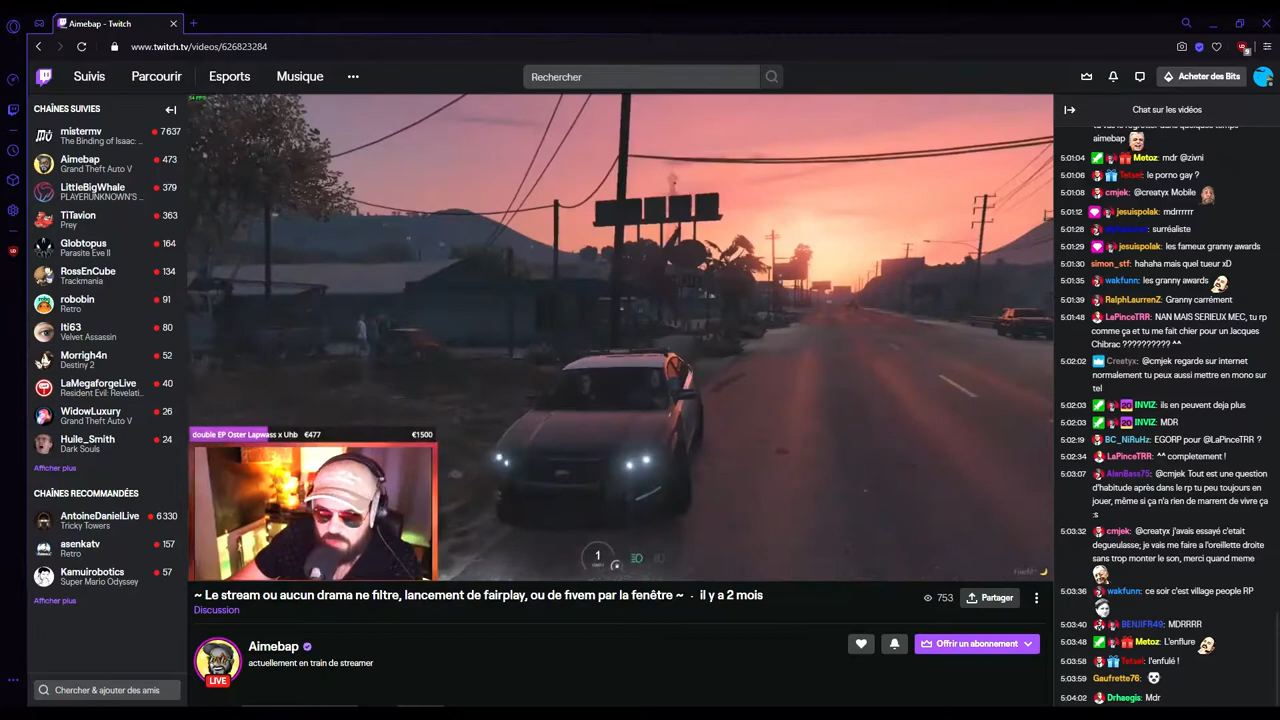 Aimebap - Twitch
www.twitch.tv/videos/626823284
Suivis
Parcourir
Esports
Musique
Rechercher
Acheter des Bits
CHAÎNES SUIVIES
mistermv
7 637
The Binding of Isaac: ...
Aimebap
473
Grand Theft Auto V
LittleBigWhale
379
PLAYERUNKNOWN'S ...
TiTavion
363
Prey
Globtopus
164
Parasite Eve II
RossEnCube
134
Trackmania
robobin
91
Retro
lti63
80
Velvet Assassin
Morrigh4n
52
Destiny 2
LaMegaforgeLive
40
Resident Evil: Revelati...
WidowLuxury
26
Grand Theft Auto V
Huile_Smith
24
Dark Souls
Afficher plus
CHAÎNES RECOMMANDÉES
AntoineDanielLive
6 330
Tricky Towers
asenkatv
157
Retro
Kamuirobotics
57
Super Mario Odyssey
Afficher plus
Chercher & ajouter des amis
54 FPS
double EP Oster Lapwass x Uhb €477 €1500
1
~ Le stream ou aucun drama ne filtre, lancement de fairplay, ou de fivem par la fenêtre ~ · il y a 2 mois
Discussion
753
Partager
Aimebap
actuellement en train de streamer
LIVE
Offrir un abonnement
Chat sur les vidéos
aimebap
5:01:04 Metoz: mdr @zivni
5:01:06 Tetsel: le porno gay ?
5:01:08 cmjek: @creatyx Mobile
5:01:12 jesuispolak: mdrrrrr
5:01:28 surréaliste
5:01:29 jesuispolak: les fameux granny awards
5:01:30 simon_stf: hahaha mais quel tueur xD
5:01:35 wakfunn: les granny awards
5:01:39 RalphLaurrenZ: Granny carrément
5:01:48 LaPinceTRR: NAN MAIS SERIEUX MEC, tu rp
comme ça et tu me fait chier pour un Jacques
Chibrac ?????????? ^^
5:02:02 Creatyx: @cmjek regarde sur internet
normalement tu peux aussi mettre en mono sur
tel
5:02:03 20 INVIZ: ils en peuvent deja plus
5:02:03 20 INVIZ: MDR
5:02:19 BC_NiRuHz: EGORP pour @LaPinceTRR ?
5:02:34 LaPinceTRR: ^^ completement !
5:03:07 AlanBass75: @cmjek Tout est une question
d'habitude après dans le rp tu peu toujours en
jouer, même si ça n'a rien de marrent de vivre ça
:s
5:03:32 cmjek: @creatyx j'avais essayé c'etait
degueulasse; je vais me faire a l'oreillette droite
sans trop monter le son, merci quand meme
5:03:36 wakfunn: ce soir c'est village people RP
5:03:40 BENJIFR49: MDRRRR
5:03:48 Metoz: L'enflure
5:03:58 Tetsel: l'enfulé !
5:03:59 Gaufrette76:
5:04:02 Drhaegis: Mdr